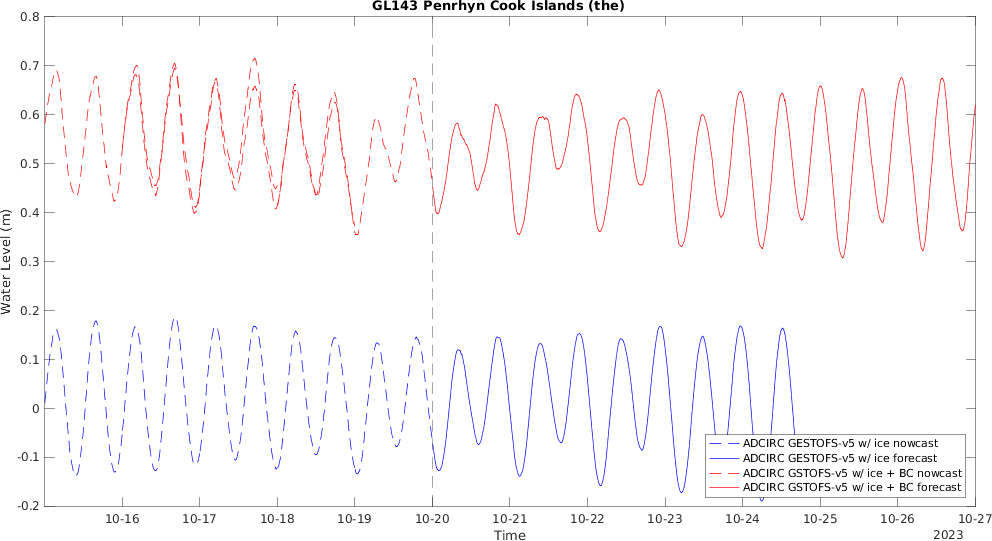 GL143 Penrhyn Cook Islands (the)
0.8
0.7
0.6
0.5
0.4
0.3
0.2
0.1
0
-0.1
-0.2
Water Level (m)
ADCIRC GESTOFS-v5 w/ ice nowcast
ADCIRC GESTOFS-v5 w/ ice forecast
ADCIRC GSTOFS-v5 w/ ice + BC nowcast
ADCIRC GSTOFS-v5 w/ ice + BC forecast
10-16 10-17 10-18 10-19 10-20 10-21 10-22 10-23 10-24 10-25 10-26 10-27
Time
2023